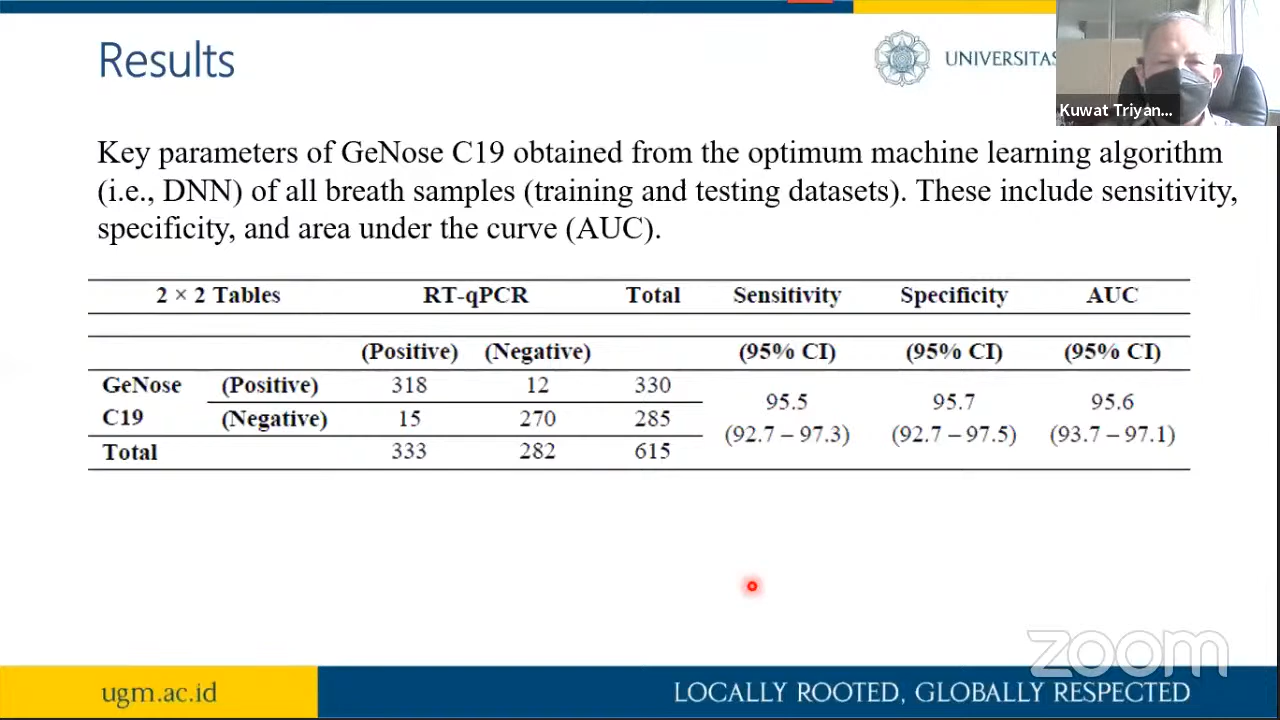 Results
UNIVERSITAS
Kuwat Triyan...
Key parameters of GeNose C19 obtained from the optimum machine learning algorithm
(i.e., DNN) of all breath samples (training and testing datasets). These include sensitivity,
specificity, and area under the curve (AUC).
2 × 2 Tables RT-qPCR Total Sensitivity Specificity AUC
(Positive) (Negative) (95% CI) (95% CI) (95% CI)
GeNose (Positive) 318 12 330
95.5 95.7 95.6
C19 (Negative) 15 270 285
(92.7 – 97.3) (92.7 – 97.5) (93.7 – 97.1)
Total 333 282 615
zoom
ugm.ac.id LOCALLY ROOTED, GLOBALLY RESPECTED